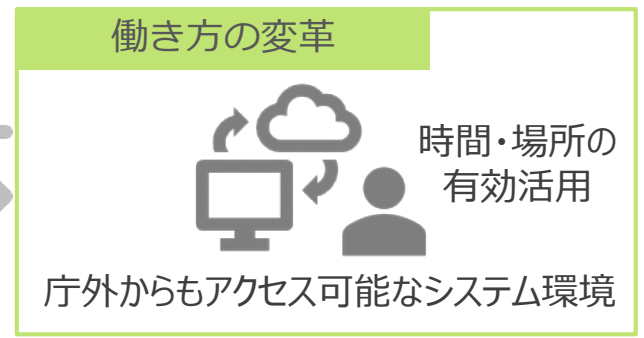 働き方の変革
時間・場所の
有効活用
庁外からもアクセス可能なシステム環境